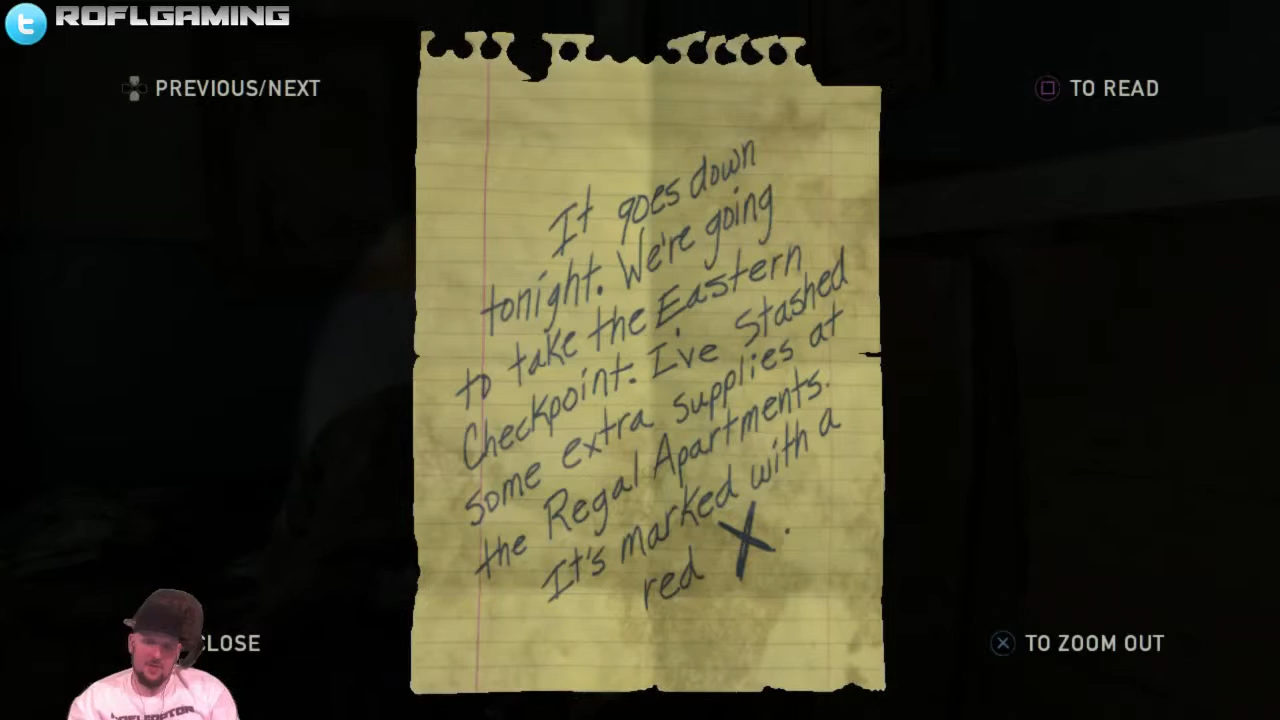 ROFLGAMING
PREVIOUS/NEXT
TO READ
It goes down
tonight. We're going
to take the Eastern
Checkpoint. I've Stashed
some extra supplies at
the Regal Apartments.
It's marked with a
red X.
CLOSE
TO ZOOM OUT